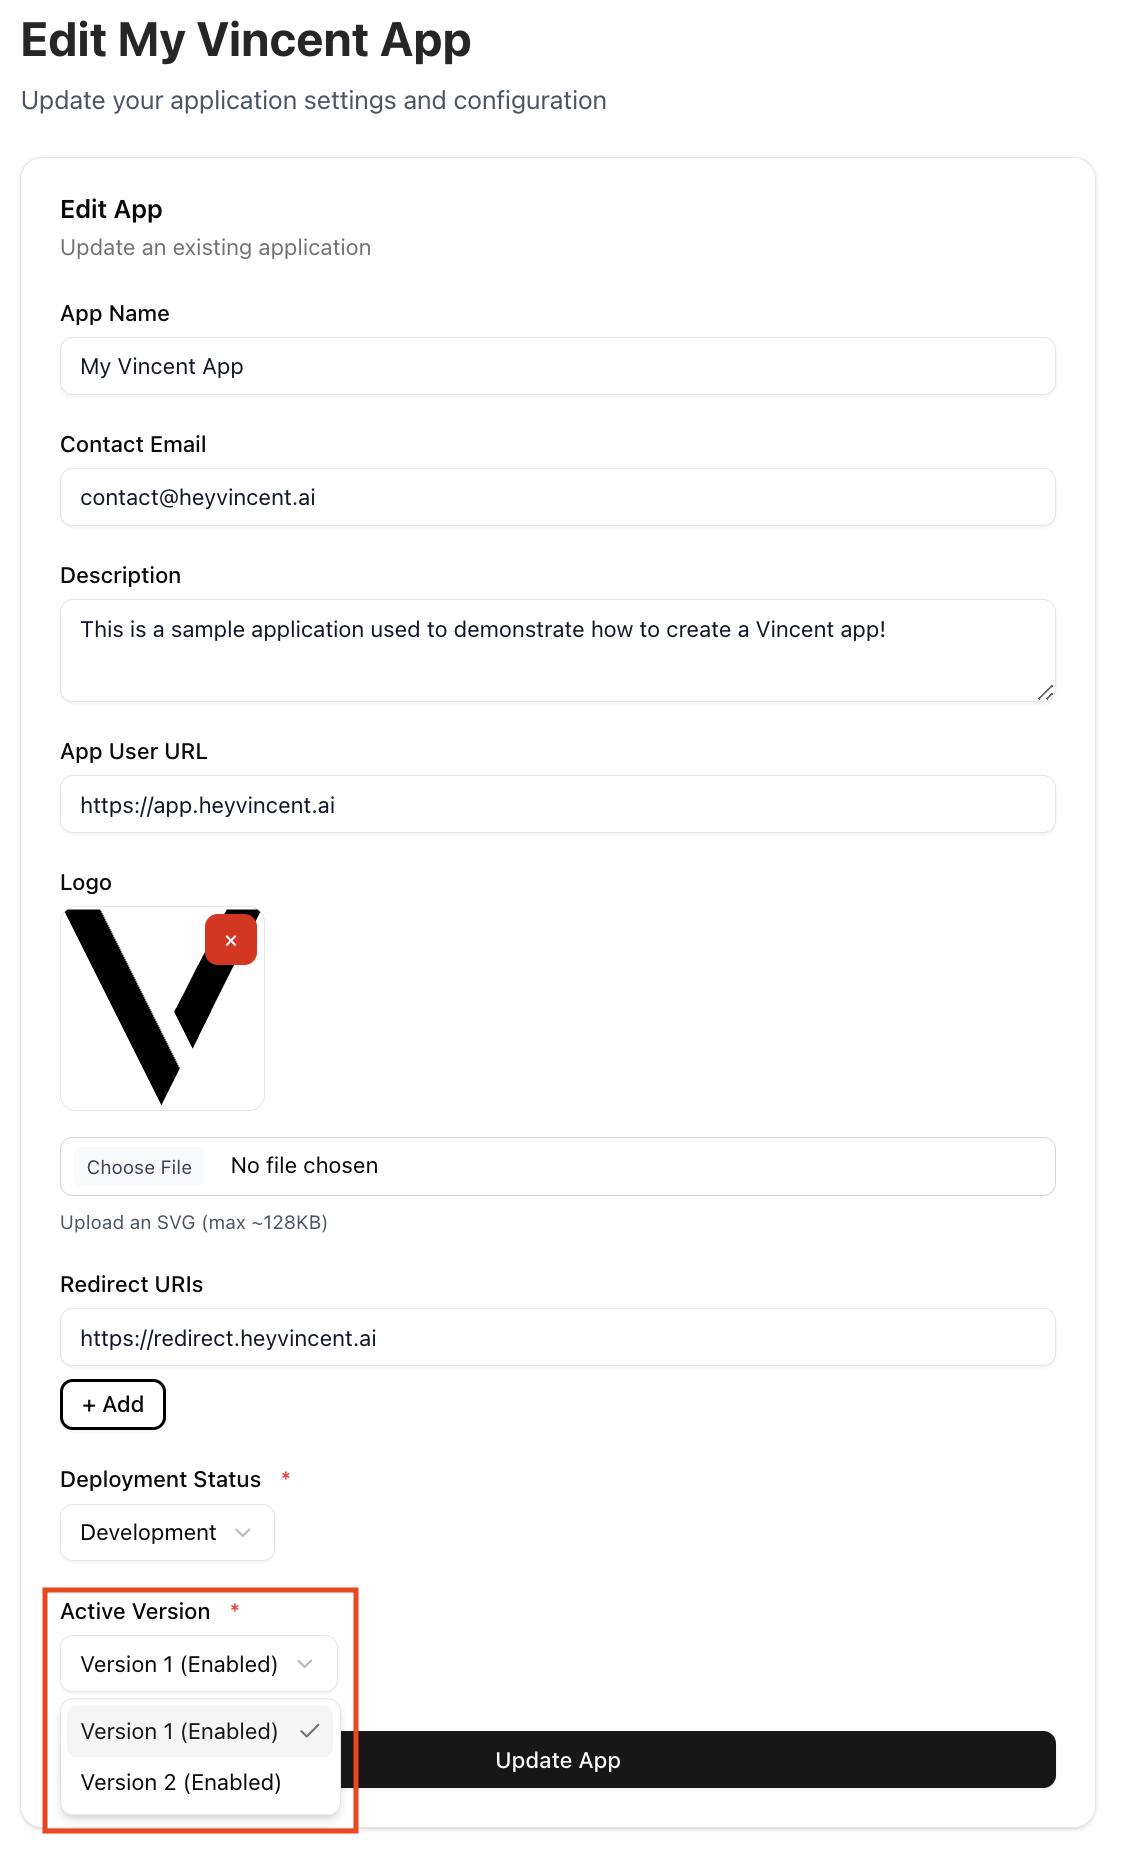 Edit My Vincent App
Update your application settings and configuration
Edit App
Update an existing application
App Name
My Vincent App
Contact Email
contact@heyvincent.ai
Description
This is a sample application used to demonstrate how to create a Vincent app!
App User URL
https://app.heyvincent.ai
Logo
×
Choose File No file chosen
Upload an SVG (max ~128KB)
Redirect URIs
https://redirect.heyvincent.ai
+ Add
Deployment Status *
Development
Active Version *
Version 1 (Enabled)
Version 1 (Enabled)
Version 2 (Enabled)
Update App